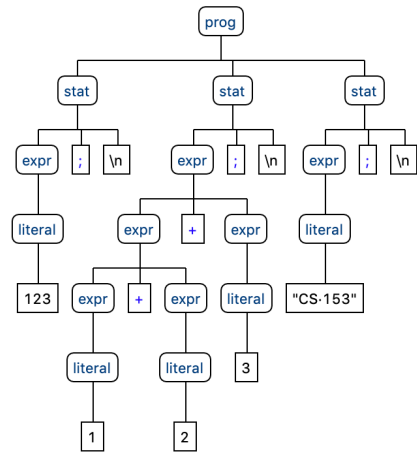 prog
stat stat stat
expr ; \n expr ; \n expr ; \n
literal expr + expr literal
123 expr + expr literal "CS·153"
literal literal 3
1 2